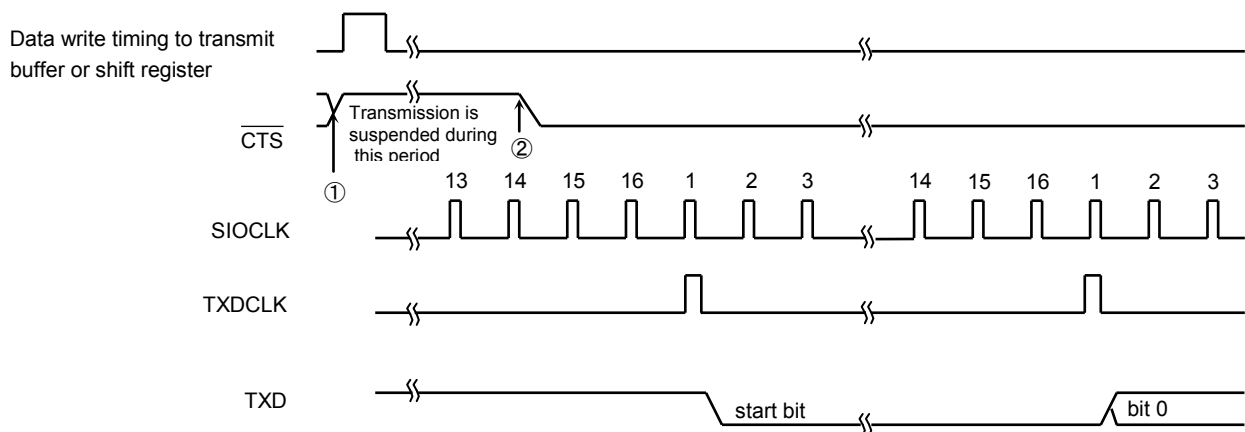 Data write timing to transmit
buffer or shift register
CTS
Transmission is
suspended during
this period
①
②
13 14 15 16 1 2 3 14 15 16 1 2 3
SIOCLK
TXDCLK
TXD
start bit
bit 0